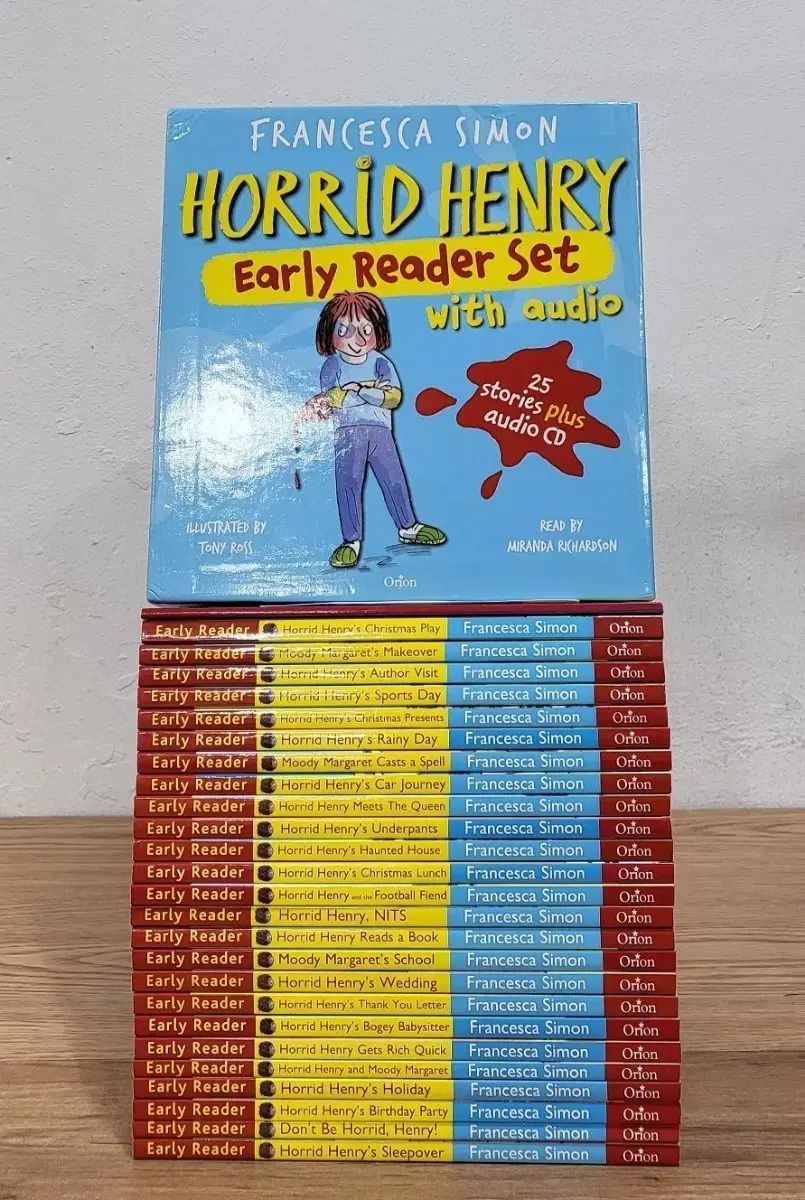 FRANCESCA SIMON
HORRID HENRY
Early Reader Set
with audio
25
stories plus
audio CD
ILLUSTRATED BY
TONY ROSS
READ BY
MIRANDA RICHARDSON
Orion
Early Reader Horrid Henry's Christmas Play Francesca Simon Orion
Early Reader Moody Margaret's Makeover Francesca Simon Orion
Early Reader Horrid Henry's Author Visit Francesca Simon Orion
Early Reader Horrid Henry's Sports Day Francesca Simon Orion
Early Reader Horrid Henry's Christmas Presents Francesca Simon Orion
Early Reader Horrid Henry's Rainy Day Francesca Simon Orion
Early Reader Moody Margaret Casts a Spell Francesca Simon Orion
Early Reader Horrid Henry's Car Journey Francesca Simon Orion
Early Reader Horrid Henry Meets The Queen Francesca Simon Orion
Early Reader Horrid Henry's Underpants Francesca Simon Orion
Early Reader Horrid Henry's Haunted House Francesca Simon Orion
Early Reader Horrid Henry's Christmas Lunch Francesca Simon Orion
Early Reader Horrid Henry and the Football Fiend Francesca Simon Orion
Early Reader Horrid Henry, NITS Francesca Simon Orion
Early Reader Horrid Henry Reads a Book Francesca Simon Orion
Early Reader Moody Margaret's School Francesca Simon Orion
Early Reader Horrid Henry's Wedding Francesca Simon Orion
Early Reader Horrid Henry's Thank You Letter Francesca Simon Orion
Early Reader Horrid Henry's Bogey Babysitter Francesca Simon Orion
Early Reader Horrid Henry Gets Rich Quick Francesca Simon Orion
Early Reader Horrid Henry and Moody Margaret Francesca Simon Orion
Early Reader Horrid Henry's Holiday Francesca Simon Orion
Early Reader Horrid Henry's Birthday Party Francesca Simon Orion
Early Reader Don't Be Horrid, Henry! Francesca Simon Orion
Early Reader Horrid Henry's Sleepover Francesca Simon Orion